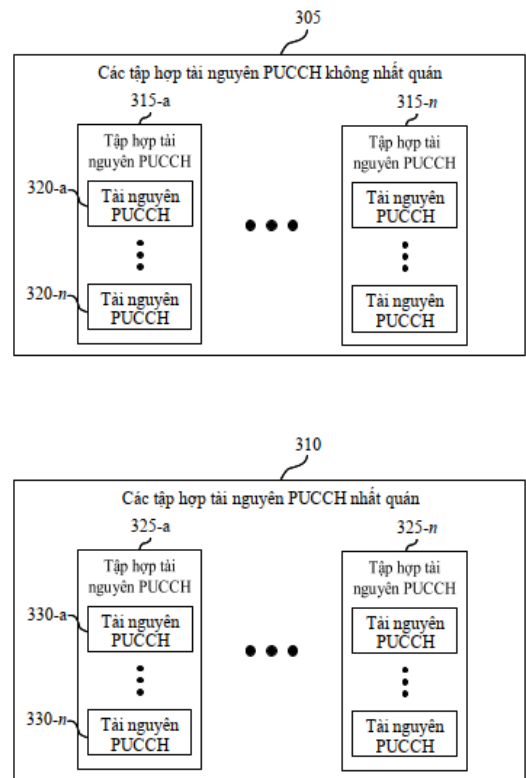 305
Các tập hợp tài nguyên PUCCH không nhất quán
315-a
315-n
Tập hợp tài
nguyên PUCCH
Tập hợp tài
nguyên PUCCH
320-a
Tài nguyên
PUCCH
Tài nguyên
PUCCH
320-n
Tài nguyên
PUCCH
Tài nguyên
PUCCH
310
Các tập hợp tài nguyên PUCCH nhất quán
325-a
325-n
Tập hợp tài
nguyên PUCCH
Tập hợp tài
nguyên PUCCH
330-a
Tài nguyên
PUCCH
Tài nguyên
PUCCH
330-n
Tài nguyên
PUCCH
Tài nguyên
PUCCH